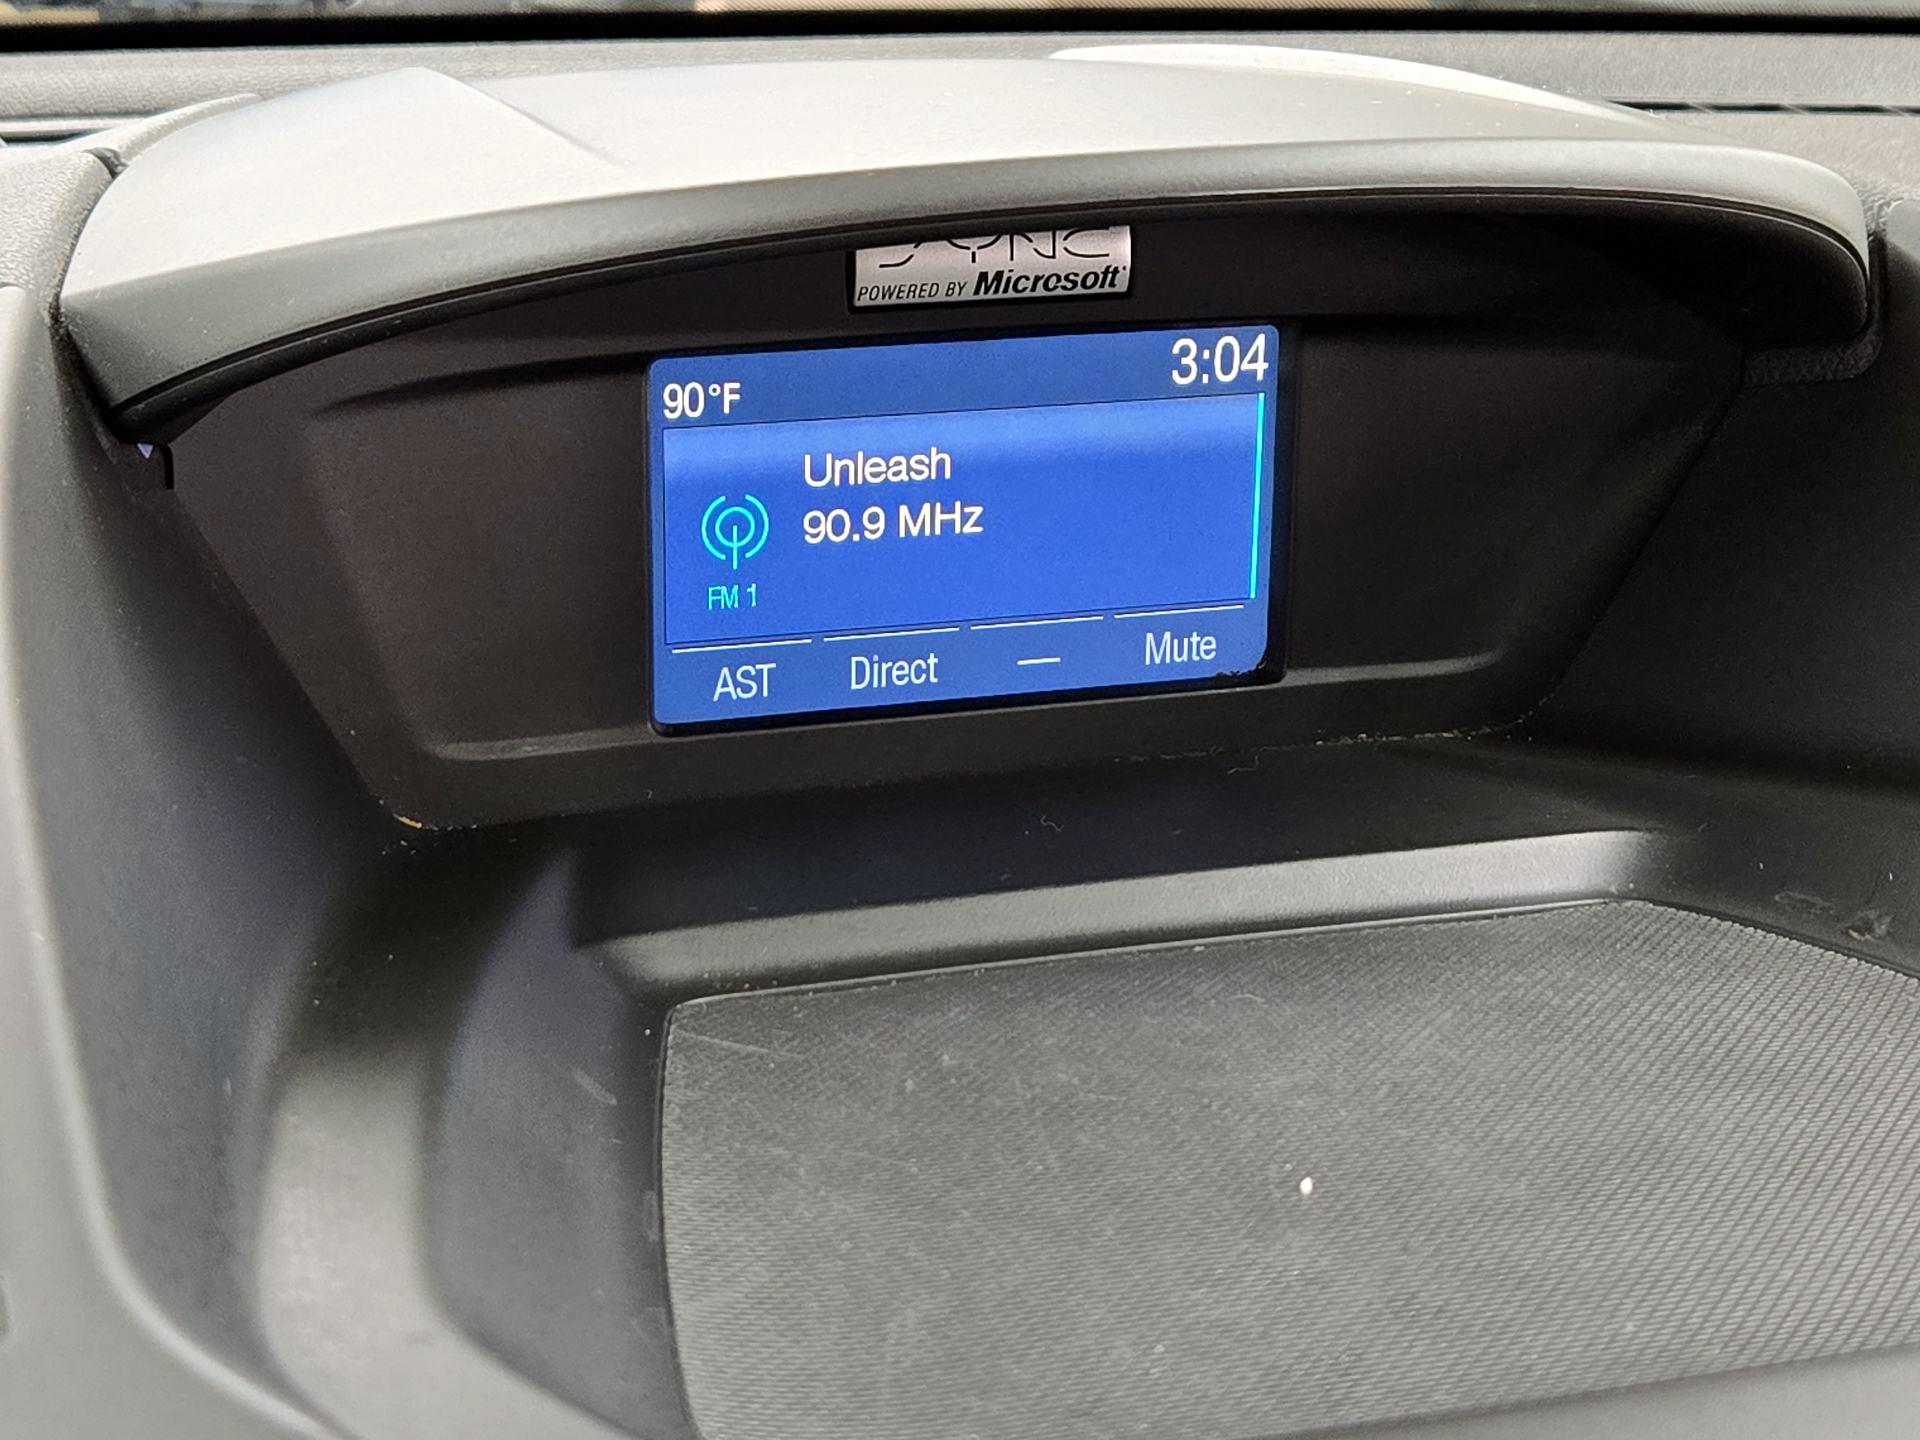 SYNC
POWERED BY Microsoft
90°F 3:04
Unleash
90.9 MHz
FM 1
AST Direct — Mute